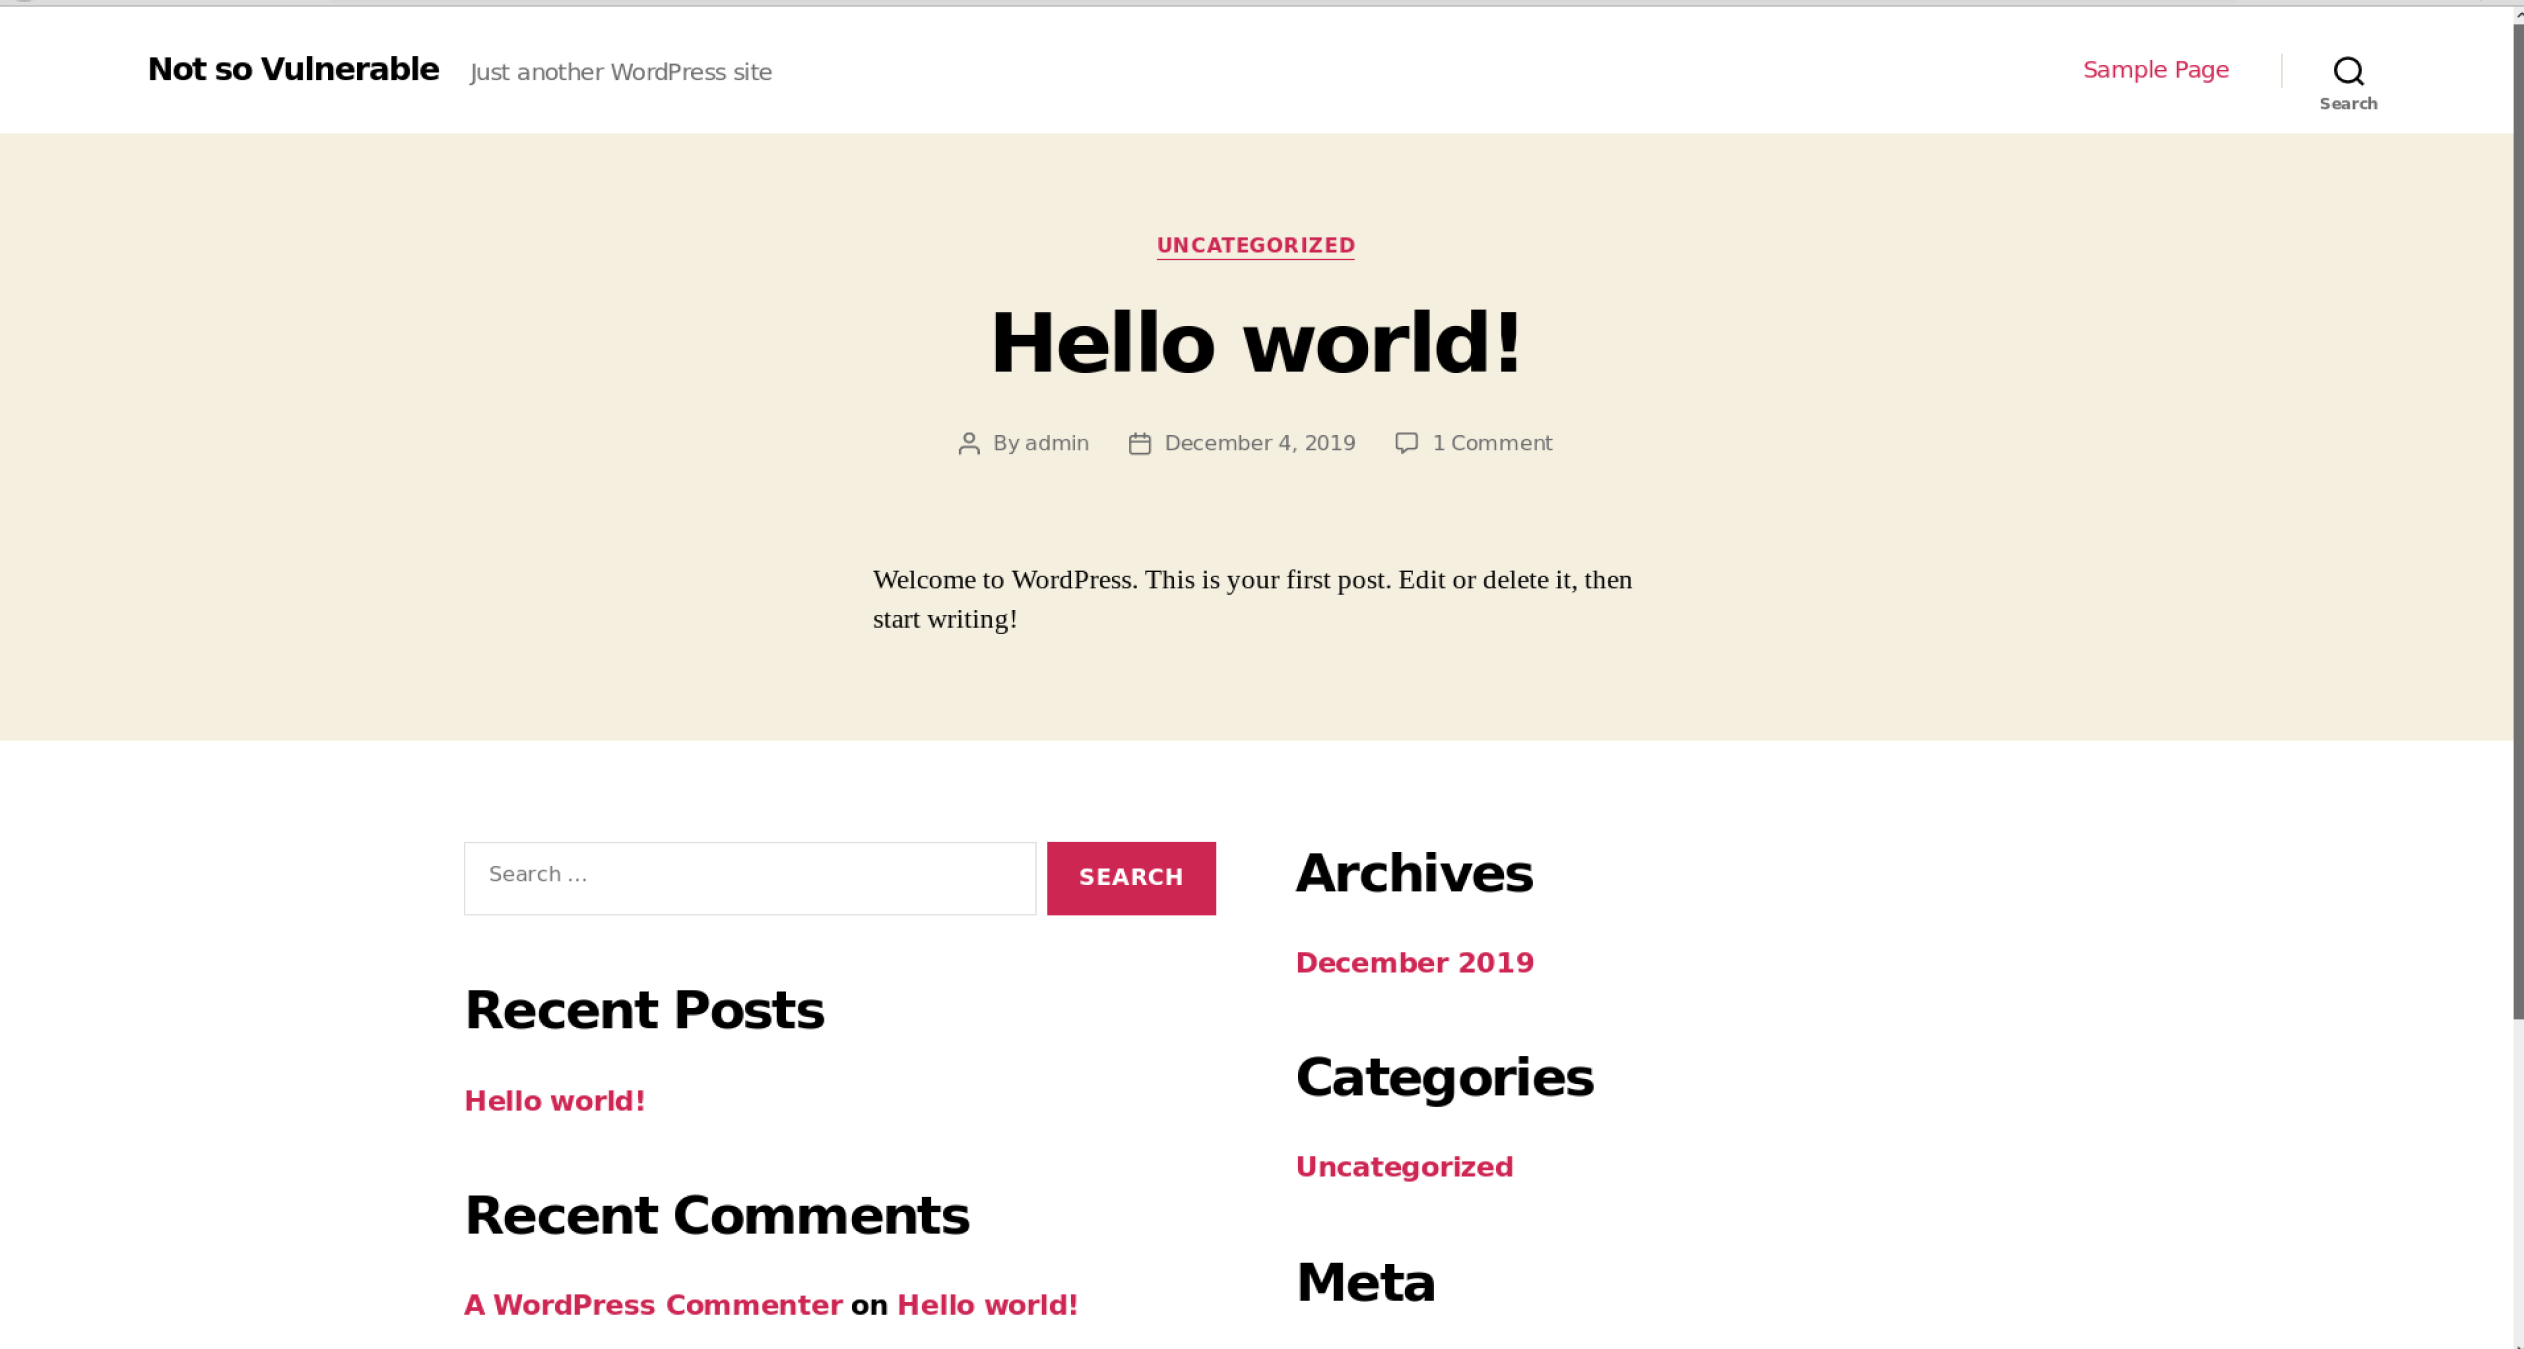 Not so Vulnerable Just another WordPress site Sample Page
Search
UNCATEGORIZED
Hello world!
By admin December 4, 2019 1 Comment
Welcome to WordPress. This is your first post. Edit or delete it, then
start writing!
Search …
SEARCH
Recent Posts
Hello world!
Recent Comments
A WordPress Commenter on Hello world!
Archives
December 2019
Categories
Uncategorized
Meta